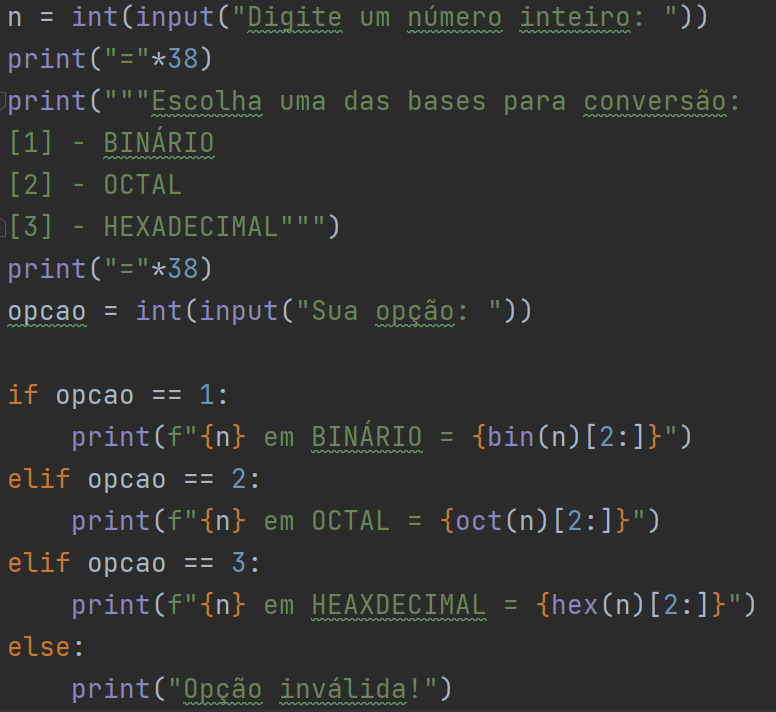 n = int(input("Digite um número inteiro: "))
print("="*38)
print("""Escolha uma das bases para conversão:
[1] - BINÁRIO
[2] - OCTAL
[3] - HEXADECIMAL""")
print("="*38)
opcao = int(input("Sua opção: "))

if opcao == 1:
    print(f"{n} em BINÁRIO = {bin(n)[2:]}")
elif opcao == 2:
    print(f"{n} em OCTAL = {oct(n)[2:]}")
elif opcao == 3:
    print(f"{n} em HEAXDECIMAL = {hex(n)[2:]}")
else:
    print("Opção inválida!")